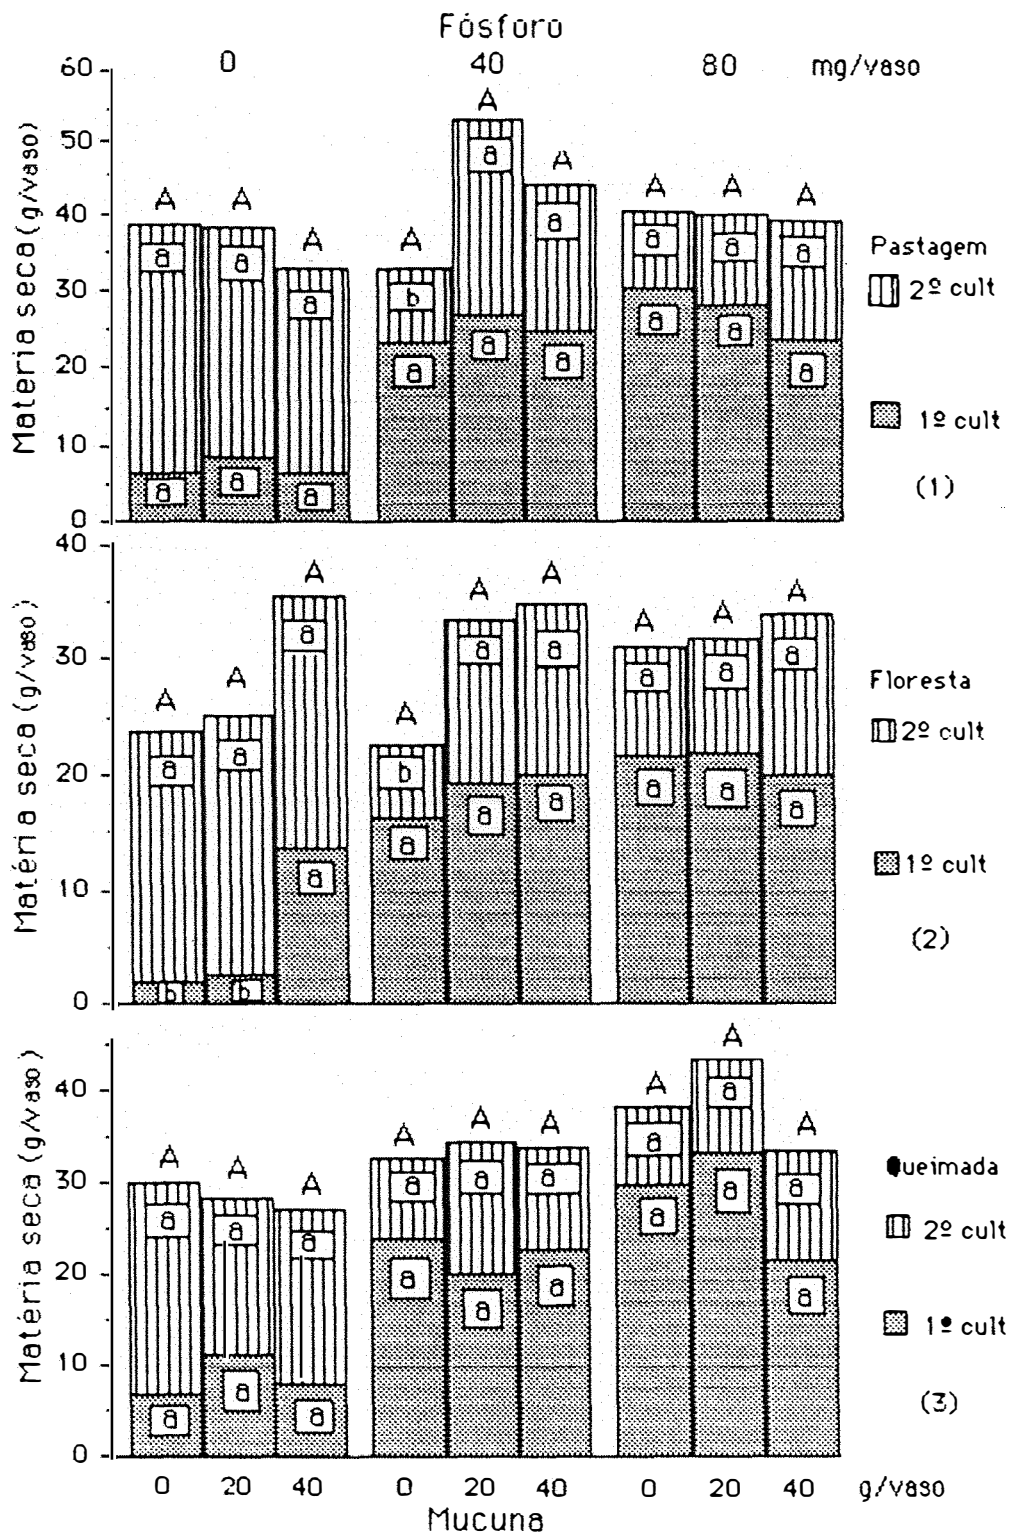 Fósforo
0 40 80 mg/vaso
Matéria seca (g/vaso)
60
50
40
30
20
10
0
A A A A A A A A A
a a a b a a a a a
a a a a a a a a a
Pastagem
2º cult
1º cult
(1)
Matéria seca (g/vaso)
40
30
20
10
0
A A A A A A A A A
a a a b a a a a a
b b a a a a a a a
Floresta
2º cult
1º cult
(2)
Matéria seca (g/vaso)
40
30
20
10
0
A A A A A A A A A
a a a a a a a a a
a a a a a a a a a
Queimada
2º cult
1º cult
(3)
0 20 40 0 20 40 0 20 40 g/vaso
Mucuna